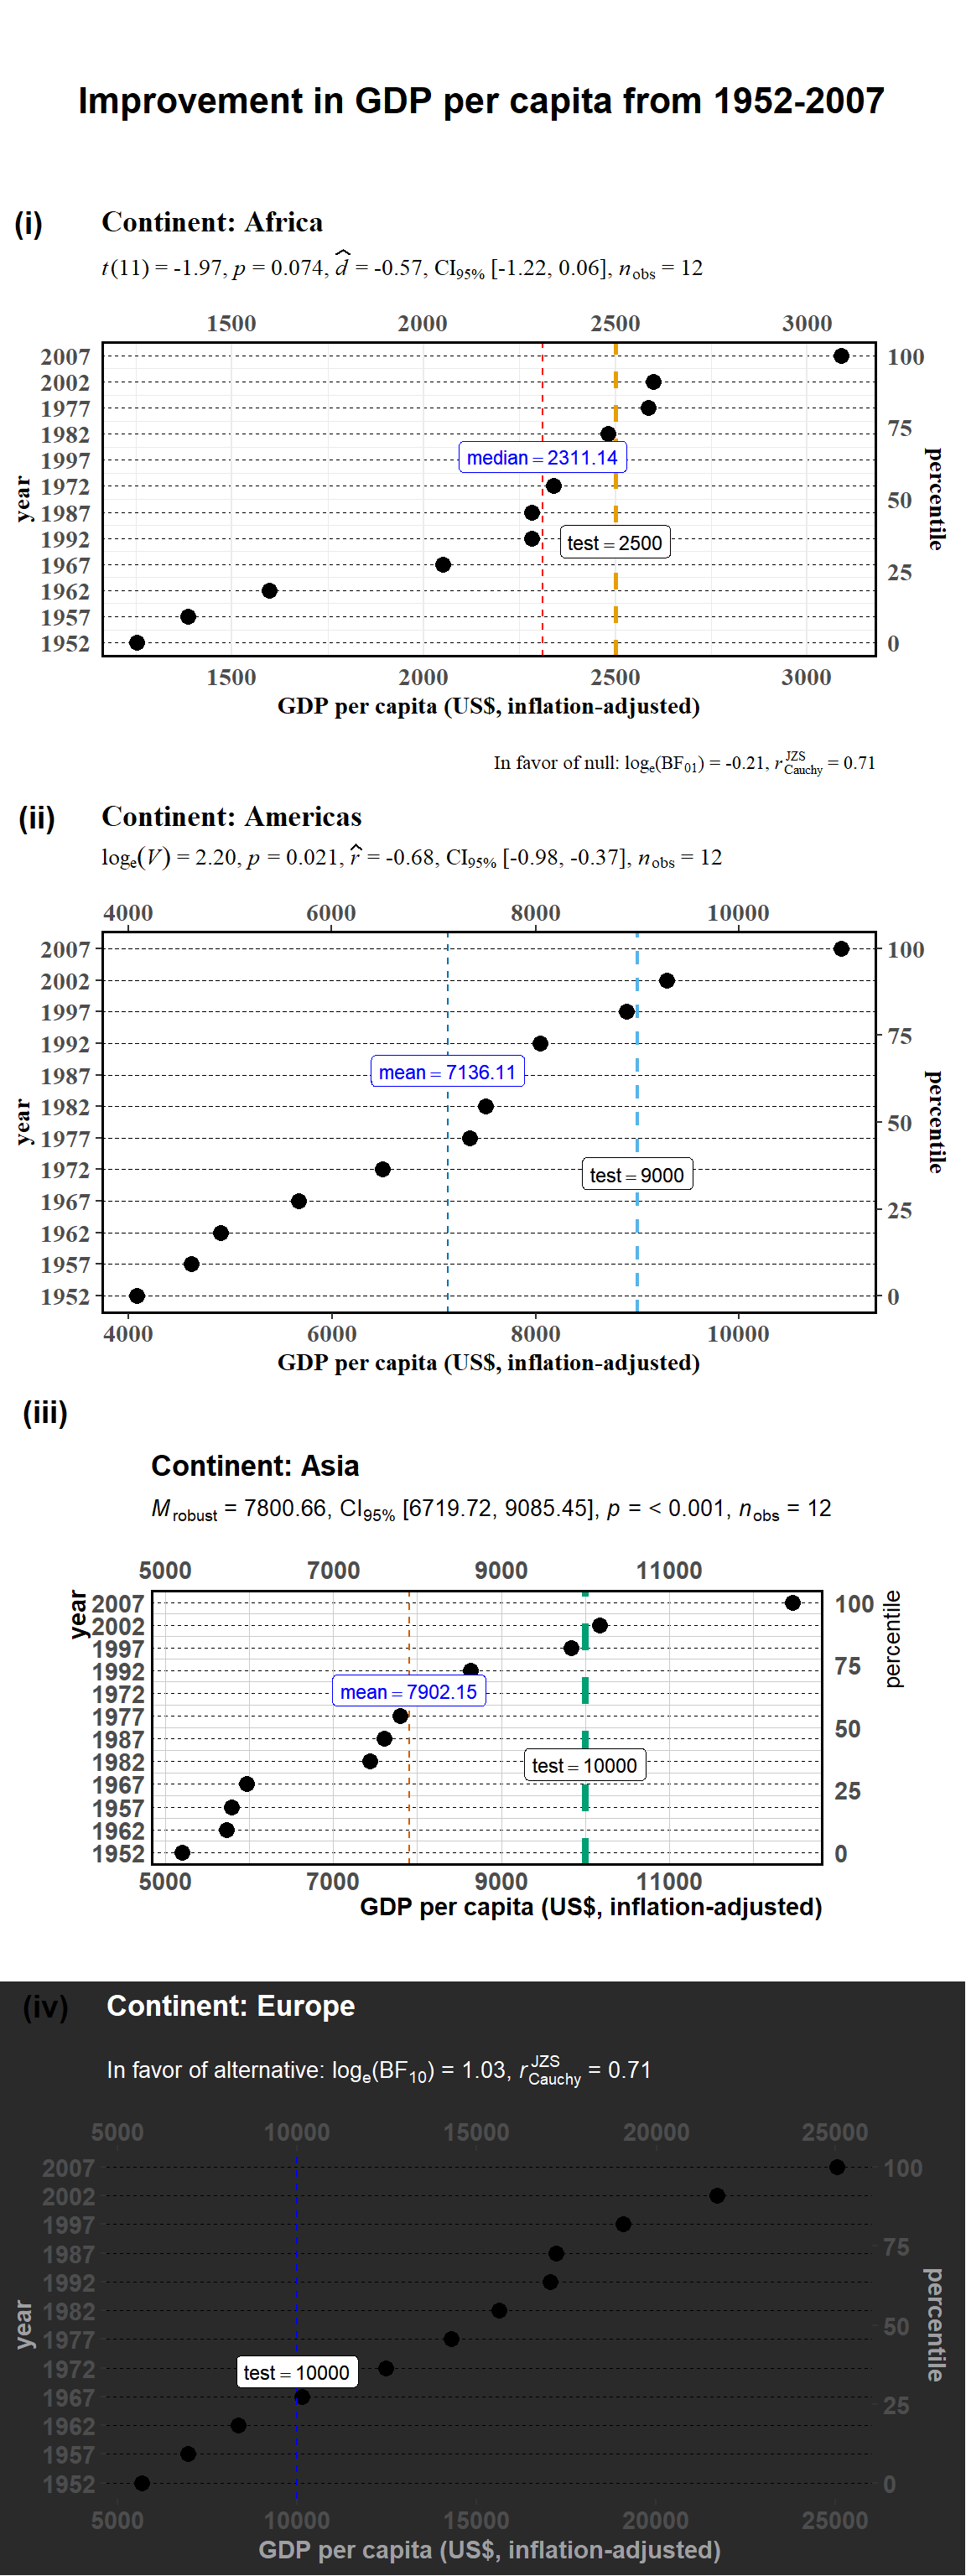 Improvement in GDP per capita from 1952-2007
(i)
Continent: Africa
t(11) = -1.97, p = 0.074, d̂ = -0.57, CI95% [-1.22, 0.06], nobs = 12
1500 2000 2500 3000
2007 100
2002
1977
1982 75
median = 2311.14
1997
1972
year
percentile
50
1987
1992
test = 2500
1967 25
1962
1957
1952 0
1500 2000 2500 3000
GDP per capita (US$, inflation-adjusted)
In favor of null: loge(BF01) = -0.21, r JZS Cauchy = 0.71
(ii)
Continent: Americas
loge(V) = 2.20, p = 0.021, r̂ = -0.68, CI95% [-0.98, -0.37], nobs = 12
4000 6000 8000 10000
2007 100
2002
1997
1992 75
mean = 7136.11
1987
1982
year
percentile
50
1977
1972
test = 9000
1967 25
1962
1957
1952 0
4000 6000 8000 10000
GDP per capita (US$, inflation-adjusted)
(iii)
Continent: Asia
Mrobust = 7800.66, CI95% [6719.72, 9085.45], p = < 0.001, nobs = 12
5000 7000 9000 11000
year
percentile
2007 100
2002
1997
1992 75
mean = 7902.15
1972
1977 50
1987
1982
test = 10000
1967 25
1957
1962
1952 0
5000 7000 9000 11000
GDP per capita (US$, inflation-adjusted)
(iv)
Continent: Europe
In favor of alternative: loge(BF10) = 1.03, r JZS Cauchy = 0.71
5000 10000 15000 20000 25000
2007 100
2002
1997
1987 75
1992
1982
year
percentile
50
1977
1972
test = 10000
1967 25
1962
1957
1952 0
5000 10000 15000 20000 25000
GDP per capita (US$, inflation-adjusted)